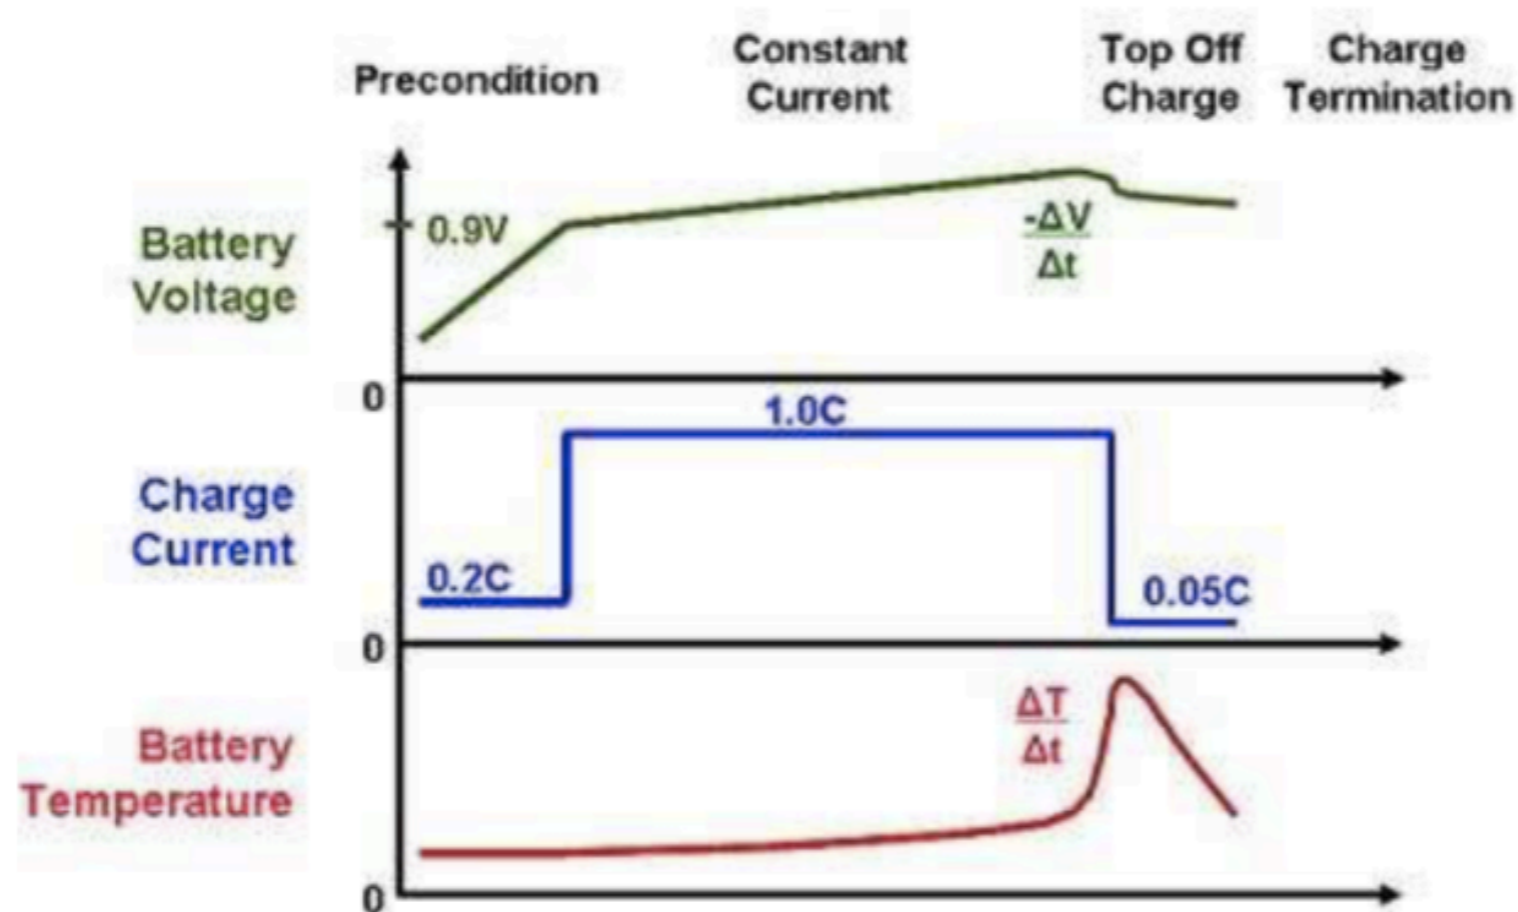 Precondition
Constant
Current
Top Off
Charge
Charge
Termination
Battery
Voltage
0.9V
-ΔV
Δt
0
1.0C
Charge
Current
0.2C
0.05C
0
ΔT
Δt
Battery
Temperature
0